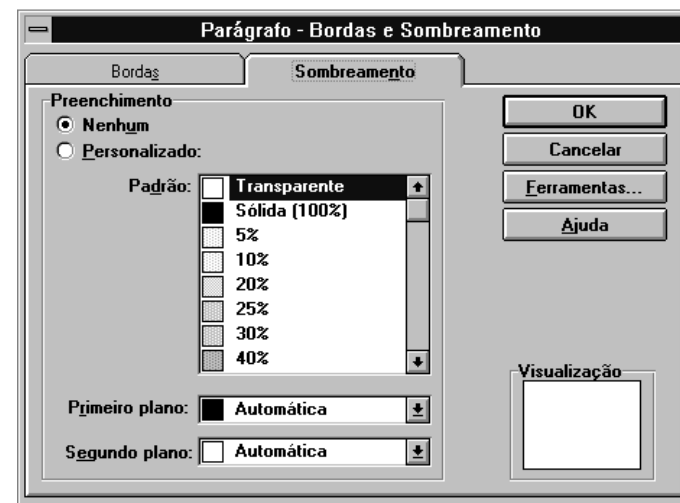 Parágrafo - Bordas e Sombreamento
Bordas
Sombreamento
Preenchimento
Nenhum
Personalizado:
Padrão:
Transparente
Sólida (100%)
5%
10%
20%
25%
30%
40%
Primeiro plano: Automática
Segundo plano: Automática
OK
Cancelar
Ferramentas...
Ajuda
Visualização